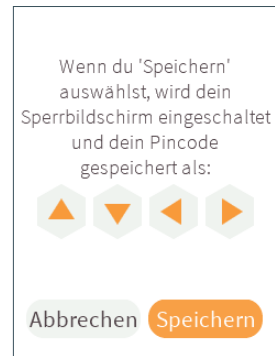 Wenn du 'Speichern'
auswählst, wird dein
Sperrbildschirm eingeschaltet
und dein Pincode
gespeichert als:
Abbrechen Speichern